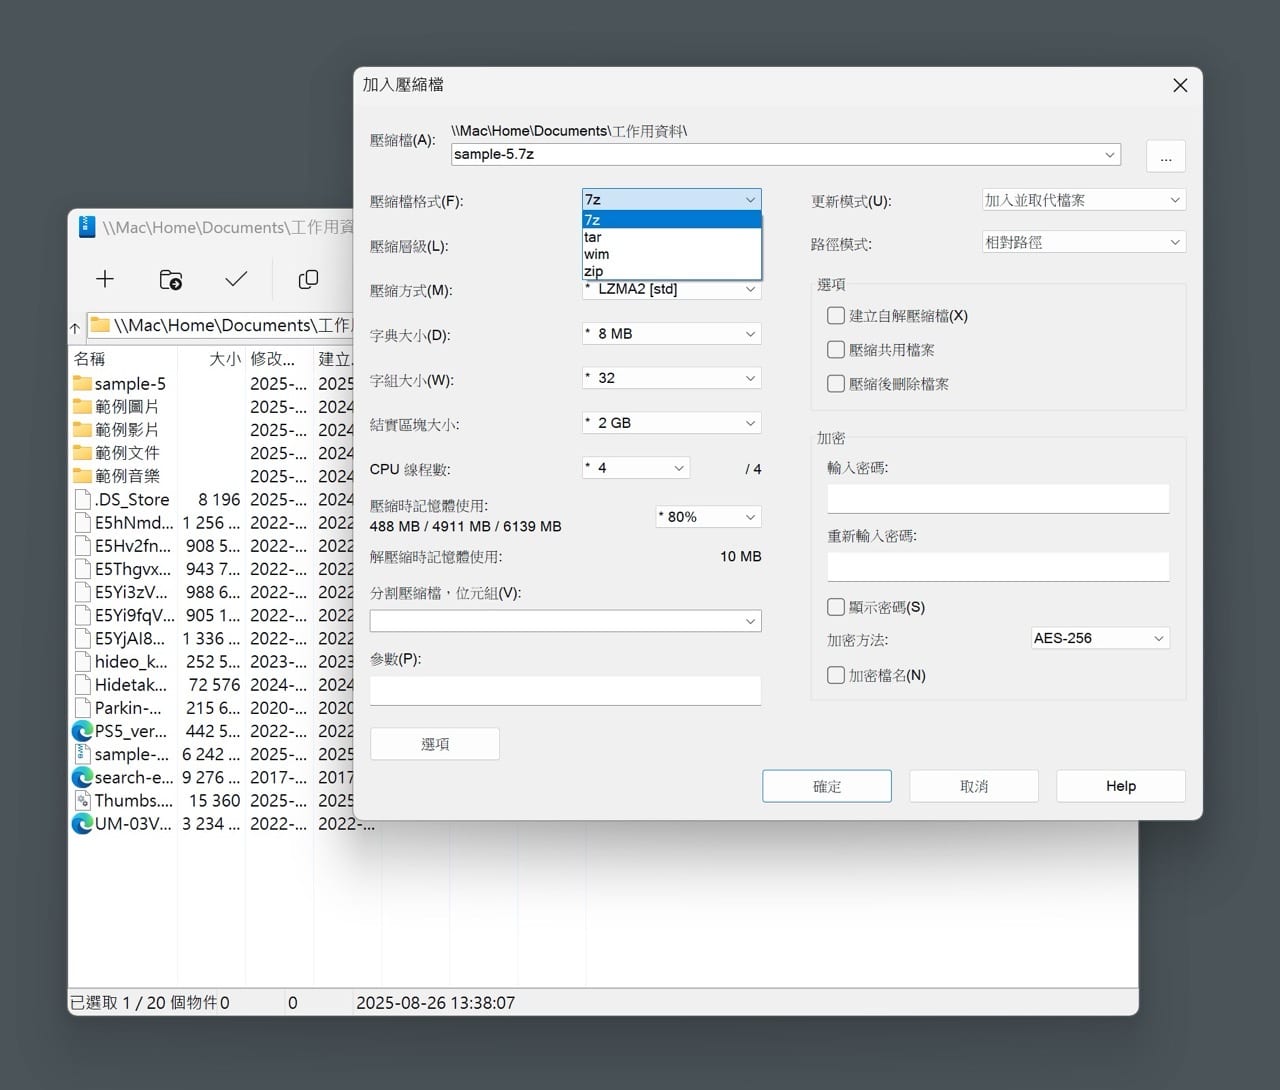 加入壓縮檔
壓縮檔(A):
\\Mac\Home\Documents\工作用資料\
sample-5.7z
...
壓縮檔格式(F):
7z
7z
tar
wim
zip
壓縮層級(L):
壓縮方式(M):
* LZMA2 [std]
字典大小(D):
* 8 MB
字組大小(W):
* 32
結實區塊大小:
* 2 GB
CPU 線程數:
* 4
/ 4
壓縮時記憶體使用:
488 MB / 4911 MB / 6139 MB
* 80%
解壓縮時記憶體使用:
10 MB
分割壓縮檔，位元組(V):
參數(P):
選項
更新模式(U):
加入並取代檔案
路徑模式:
相對路徑
選項
建立自解壓縮檔(X)
壓縮共用檔案
壓縮後刪除檔案
加密
輸入密碼:
重新輸入密碼:
顯示密碼(S)
加密方法:
AES-256
加密檔名(N)
確定
取消
Help
\\Mac\Home\Documents\工作用資
\\Mac\Home\Documents\工作
名稱 大小 修改... 建立
sample-5 2025-... 2025
範例圖片 2025-... 2024
範例影片 2025-... 2024
範例文件 2025-... 2024
範例音樂 2025-... 2024
.DS_Store 8 196 2025-... 2024
E5hNmd... 1 256 ... 2022-... 2022
E5Hv2fn... 908 5... 2022-... 2022
E5Thgvx... 943 7... 2022-... 2022
E5Yi3zV... 988 6... 2022-... 2022
E5Yi9fqV... 905 1... 2022-... 2022
E5YjAI8... 1 336 ... 2022-... 2022
hideo_k... 252 5... 2023-... 2023
Hidetak... 72 576 2024-... 2024
Parkin-... 215 6... 2020-... 2020
PS5_ver... 442 5... 2022-... 2022
sample-... 6 242 ... 2025-... 2025
search-e... 9 276 ... 2017-... 2017
Thumbs.... 15 360 2025-... 2025
UM-03V... 3 234 ... 2022-... 2022-...
已選取 1 / 20 個物件 0 0 2025-08-26 13:38:07